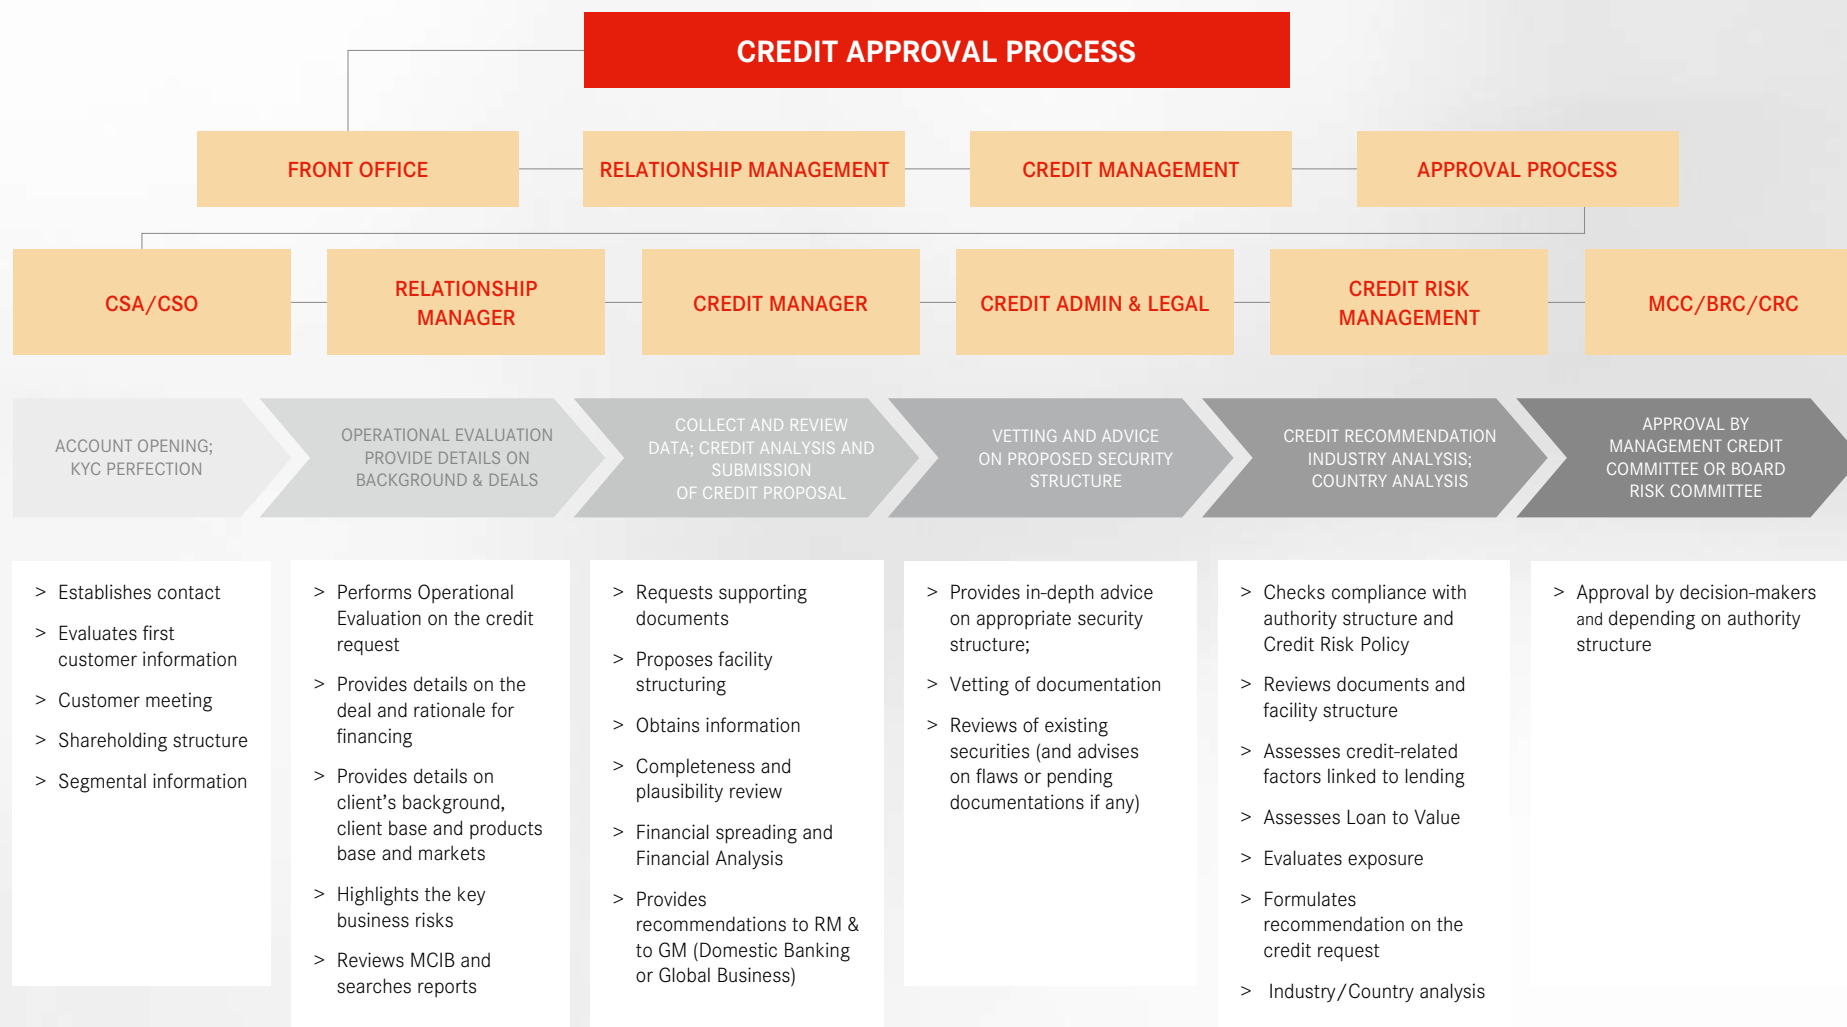 CREDIT APPROVAL PROCESS
FRONT OFFICE
RELATIONSHIP MANAGEMENT
CREDIT MANAGEMENT
APPROVAL PROCESS
CSA/CSO
RELATIONSHIP
MANAGER
CREDIT MANAGER
CREDIT ADMIN & LEGAL
CREDIT RISK
MANAGEMENT
MCC/BRC/CRC
ACCOUNT OPENING;
KYC PERFECTION
OPERATIONAL EVALUATION
PROVIDE DETAILS ON
BACKGROUND & DEALS
COLLECT AND REVIEW
DATA; CREDIT ANALYSIS AND
SUBMISSION
OF CREDIT PROPOSAL
VETTING AND ADVICE
ON PROPOSED SECURITY
STRUCTURE
CREDIT RECOMMENDATION
INDUSTRY ANALYSIS;
COUNTRY ANALYSIS
APPROVAL BY
MANAGEMENT CREDIT
COMMITTEE OR BOARD
RISK COMMITTEE
> Establishes contact
> Evaluates first
customer information
> Customer meeting
> Shareholding structure
> Segmental information
> Performs Operational
Evaluation on the credit
request
> Provides details on the
deal and rationale for
financing
> Provides details on
client’s background,
client base and products
base and markets
> Highlights the key
business risks
> Reviews MCIB and
searches reports
> Requests supporting
documents
> Proposes facility
structuring
> Obtains information
> Completeness and
plausibility review
> Financial spreading and
Financial Analysis
> Provides
recommendations to RM &
to GM (Domestic Banking
or Global Business)
> Provides in-depth advice
on appropriate security
structure;
> Vetting of documentation
> Reviews of existing
securities (and advises
on flaws or pending
documentations if any)
> Checks compliance with
authority structure and
Credit Risk Policy
> Reviews documents and
facility structure
> Assesses credit-related
factors linked to lending
> Assesses Loan to Value
> Evaluates exposure
> Formulates
recommendation on the
credit request
> Industry/Country analysis
> Approval by decision-makers
and depending on authority
structure